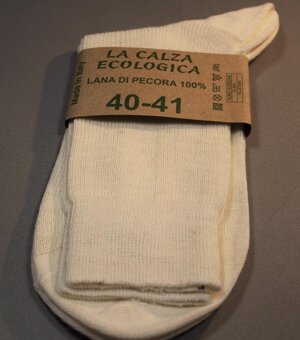 LA CALZA
ECOLOGICA
LANA DI PECORA 100%
40-41
Made in Italy